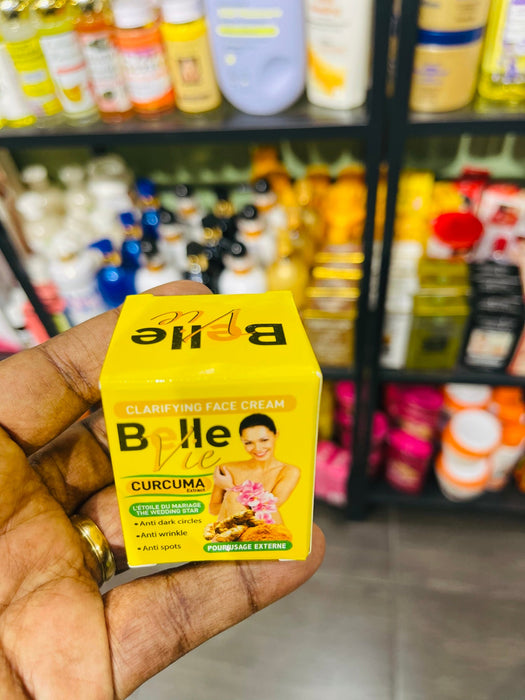 Belle
Vie
CLARIFYING FACE CREAM
Belle
Vie
CURCUMA
Extract
L'ÉTOILE DU MARIAGE
THE WEDDING STAR
• Anti dark circles
• Anti wrinkle
• Anti spots
POUR USAGE EXTERNE